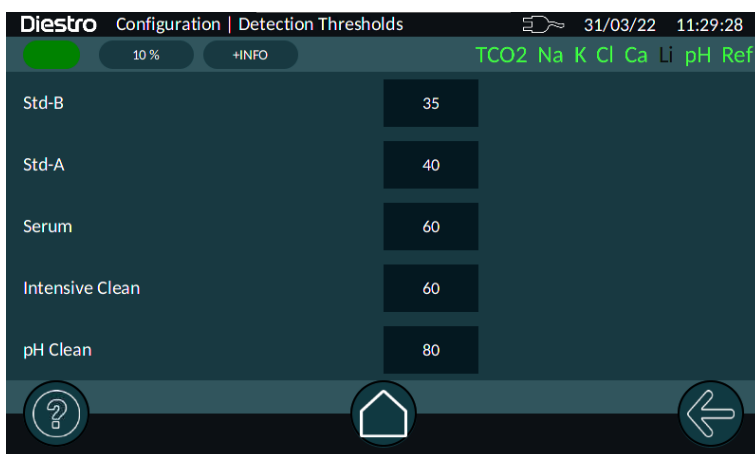 Diestro Configuration | Detection Thresholds 31/03/22 11:29:28
10 % +INFO TCO2 Na K Cl Ca Li pH Ref
Std-B 35
Std-A 40
Serum 60
Intensive Clean 60
pH Clean 80
?